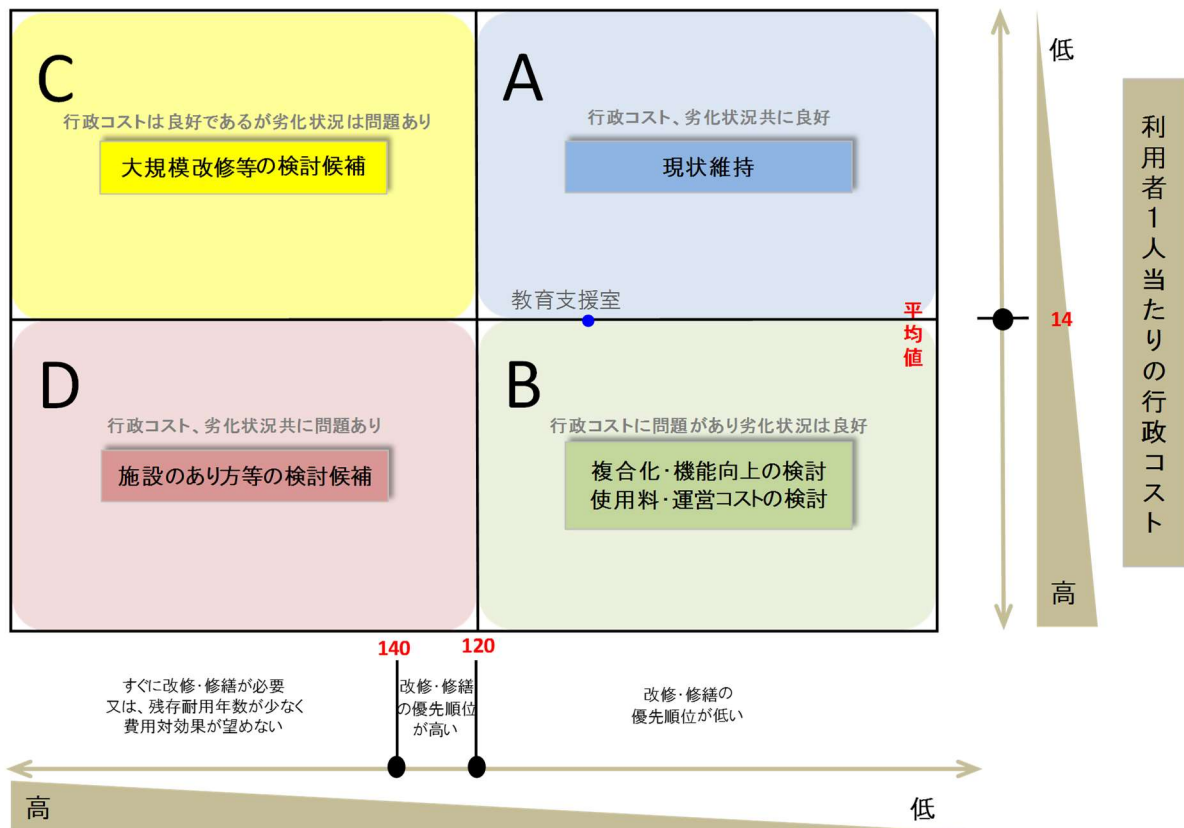 C
行政コストは良好であるが劣化状況は問題あり
大規模改修等の検討候補
A
行政コスト、劣化状況共に良好
現状維持
教育支援室
平均値
D
行政コスト、劣化状況共に問題あり
施設のあり方等の検討候補
B
行政コストに問題があり劣化状況は良好
複合化・機能向上の検討
使用料・運営コストの検討
低
14
高
利用者1人当たりの行政コスト
140
120
すぐに改修・修繕が必要
又は、残存耐用年数が少なく
費用対効果が望めない
改修・修繕
の優先順位
が高い
改修・修繕の
優先順位が低い
高
低